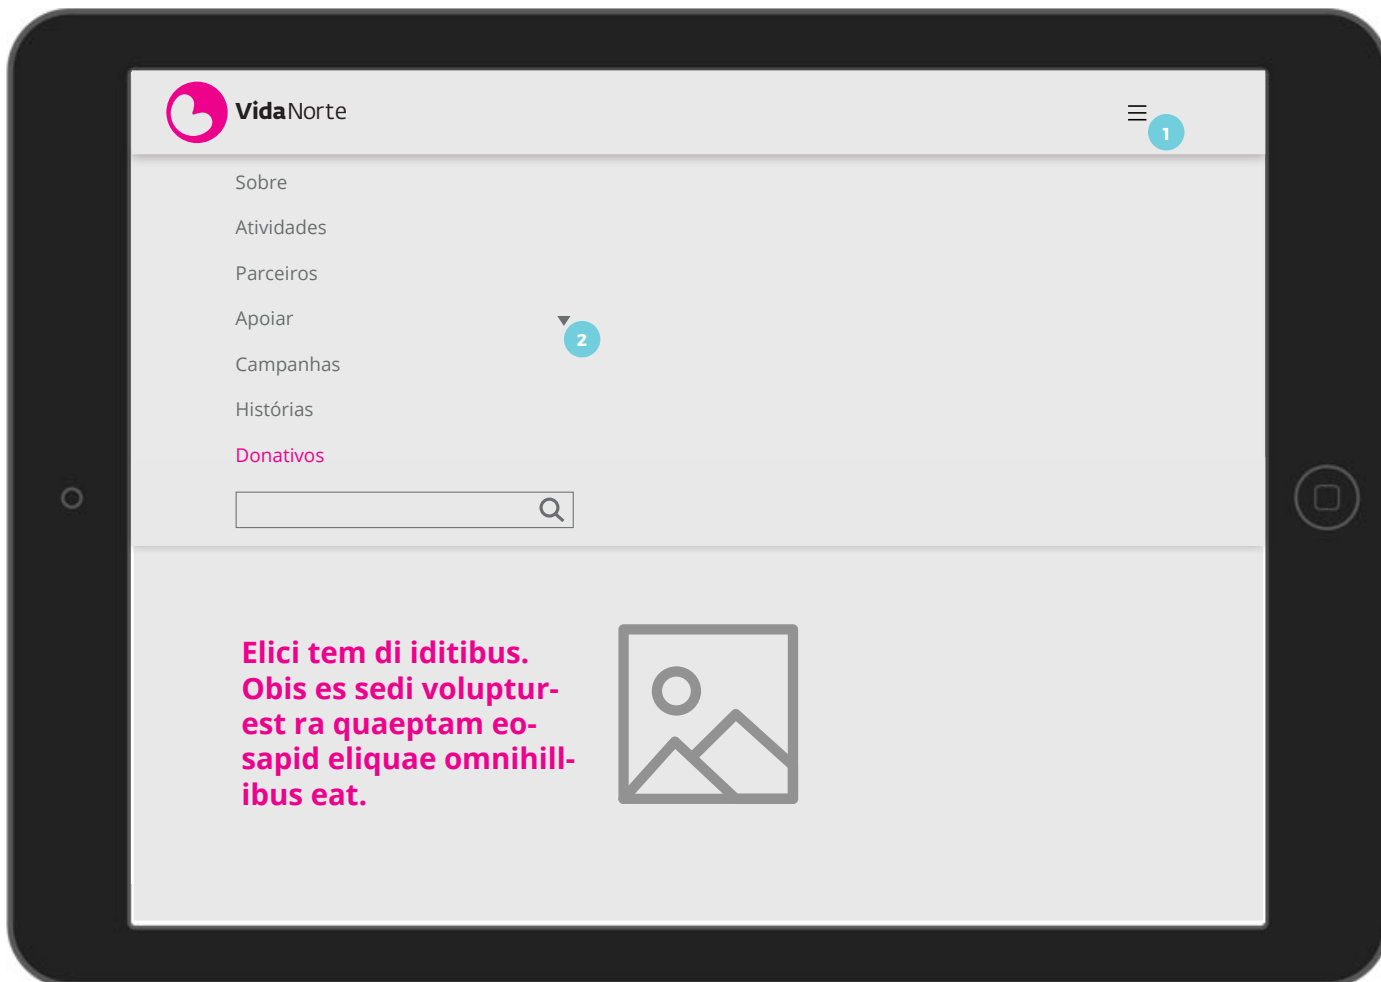 VidaNorte
1
Sobre
Atividades
Parceiros
Apoiar
2
Campanhas
Histórias
Donativos
Elici tem di iditibus.
Obis es sedi voluptur-
est ra quaeptam eo-
sapid eliquae omnihill-
ibus eat.